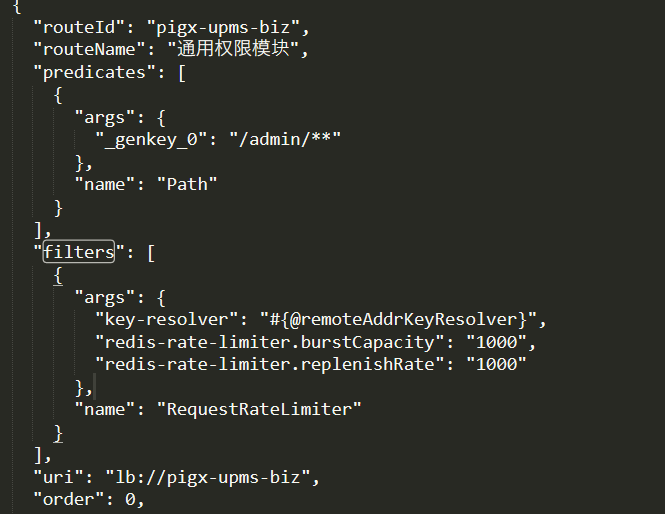 {
"routeId": "pigx-upms-biz",
"routeName": "通用权限模块",
"predicates": [
{
"args": {
"_genkey_0": "/admin/**"
},
"name": "Path"
}
],
"filters": [
{
"args": {
"key-resolver": "#{@remoteAddrKeyResolver}",
"redis-rate-limiter.burstCapacity": "1000",
"redis-rate-limiter.replenishRate": "1000"
},
"name": "RequestRateLimiter"
}
],
"uri": "lb://pigx-upms-biz",
"order": 0,